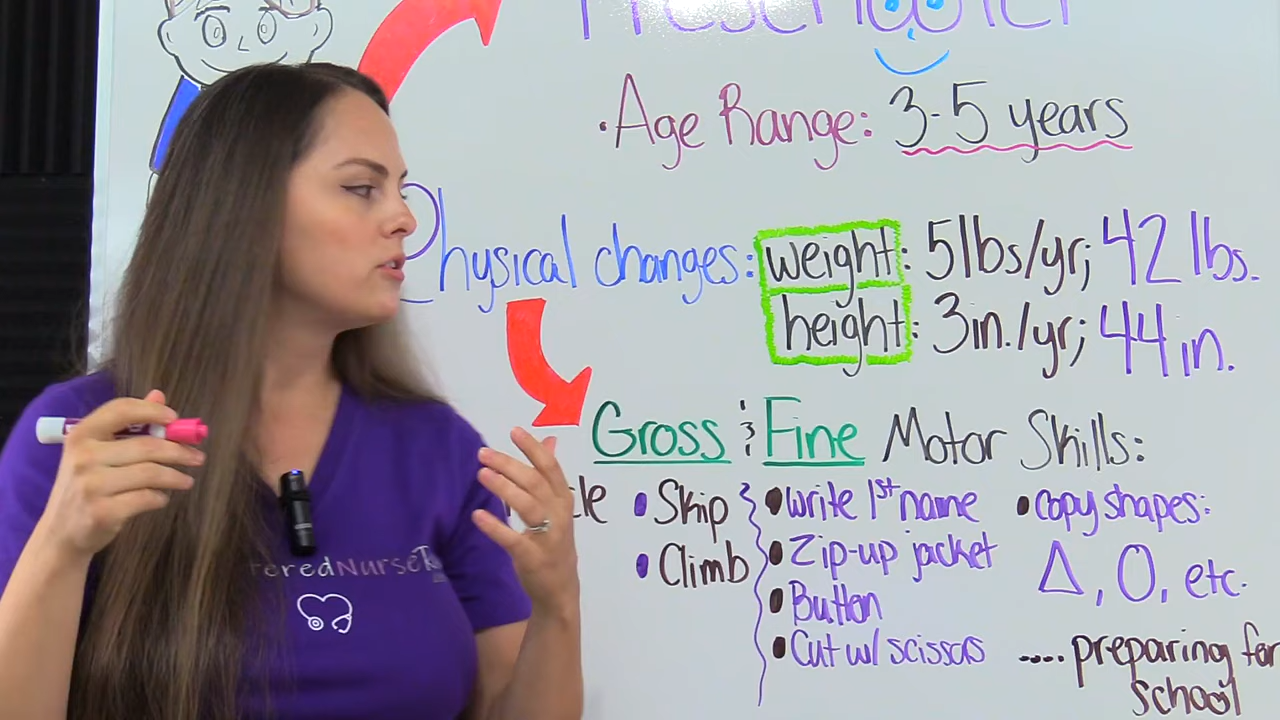 Preschooler
• Age Range: 3-5 years
Physical changes: weight: 5lbs/yr; 42 lbs.
height: 3in./yr; 44 in.
Gross & Fine Motor Skills:
• Skip • write 1st name • copy shapes:
• Climb • Zip-up jacket Δ, O, etc.
• Button
• Cut w/ scissors .... preparing for
school